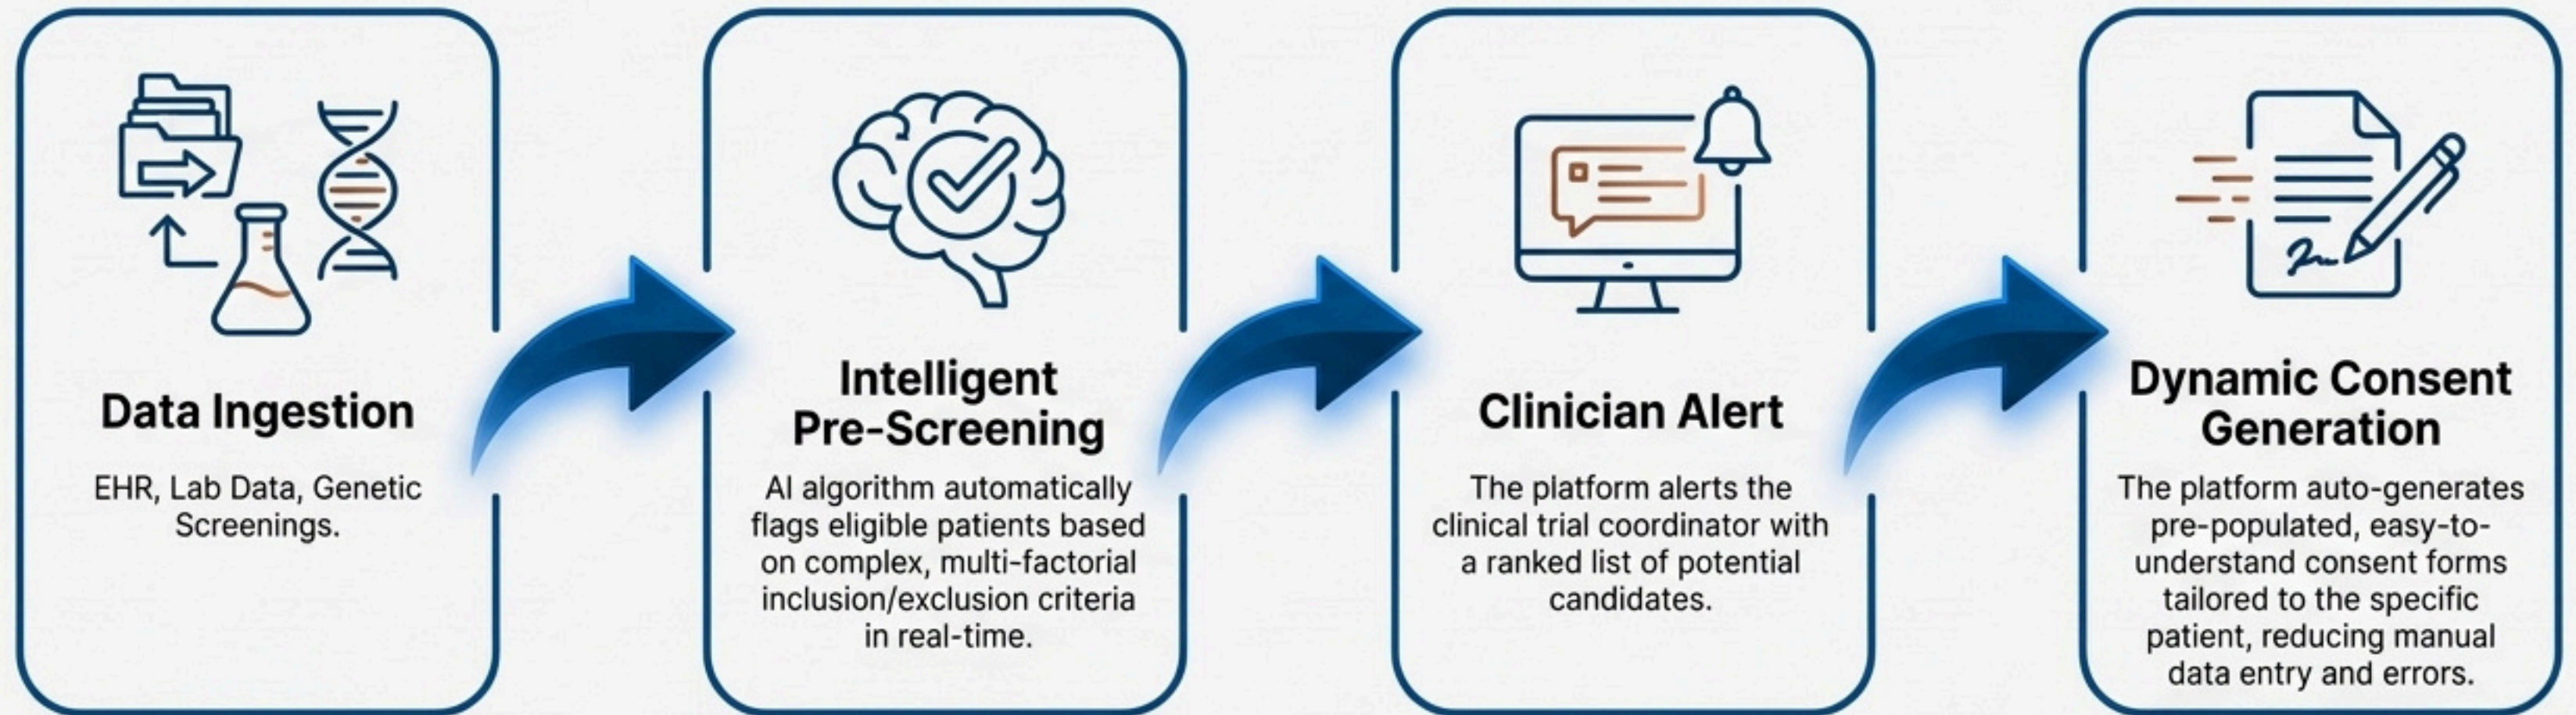 Data Ingestion
EHR, Lab Data, Genetic
Screenings.
Intelligent
Pre-Screening
AI algorithm automatically
flags eligible patients based
on complex, multi-factorial
inclusion/exclusion criteria
in real-time.
Clinician Alert
The platform alerts the
clinical trial coordinator with
a ranked list of potential
candidates.
Dynamic Consent
Generation
The platform auto-generates
pre-populated, easy-to-
understand consent forms
tailored to the specific
patient, reducing manual
data entry and errors.